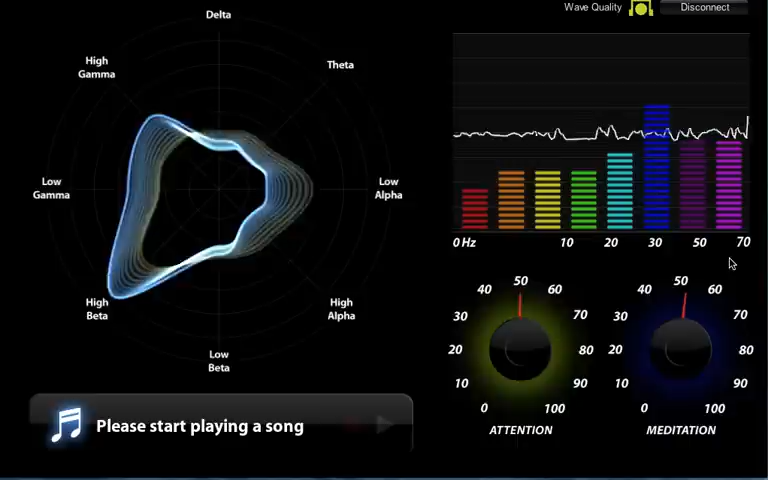 Wave Quality
Disconnect
Delta
Theta
High
Gamma
Low
Gamma
Low
Alpha
High
Beta
High
Alpha
Low
Beta
0 Hz 10 20 30 50 70
0 10 20 30 40 50 60 70 80 90 100
ATTENTION
0 10 20 30 40 50 60 70 80 90 100
MEDITATION
Please start playing a song